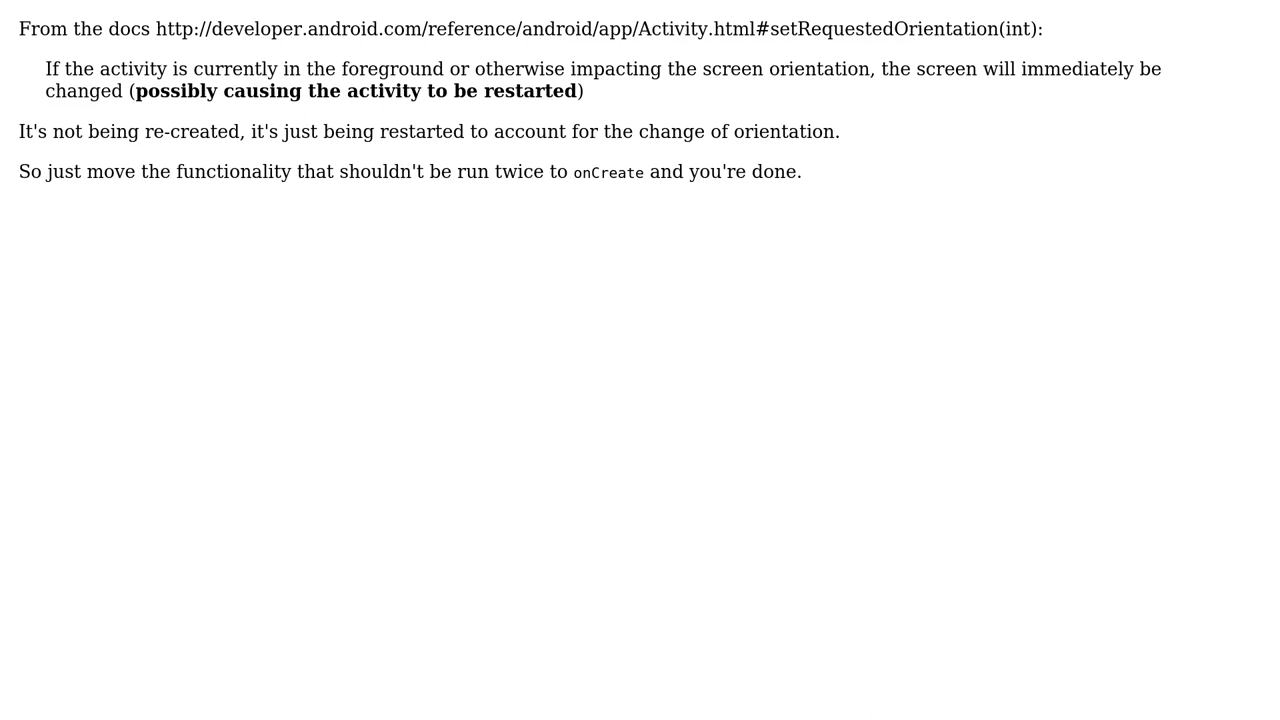 From the docs http://developer.android.com/reference/android/app/Activity.html#setRequestedOrientation(int):
If the activity is currently in the foreground or otherwise impacting the screen orientation, the screen will immediately be
changed (possibly causing the activity to be restarted)
It's not being re-created, it's just being restarted to account for the change of orientation.
So just move the functionality that shouldn't be run twice to onCreate and you're done.